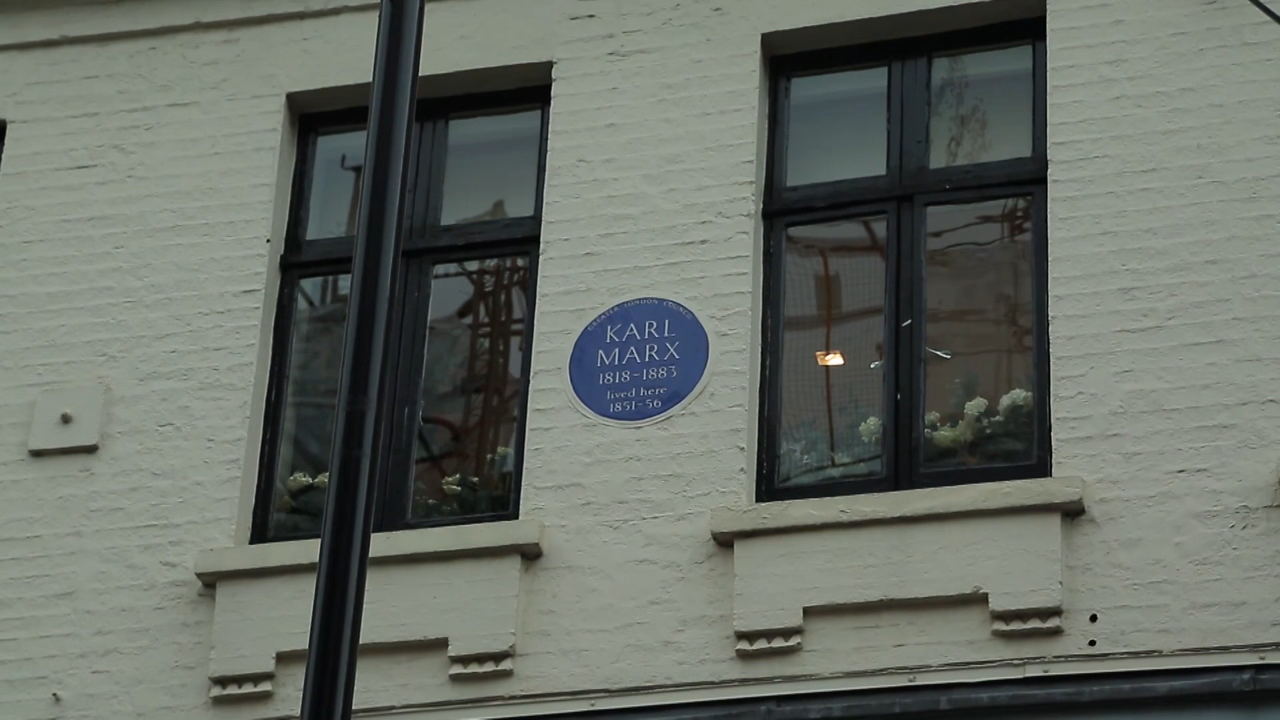 GREATER LONDON COUNCIL
KARL
MARX
1818-1883
lived here
1851-56